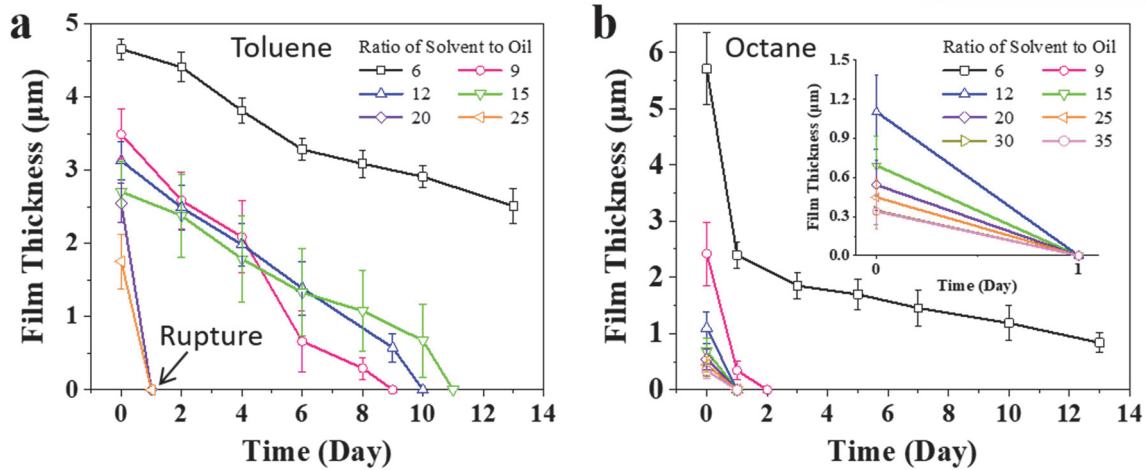 a
Toluene
Ratio of Solvent to Oil
6 9
12 15
20 25
Rupture
5
4
3
2
1
0
Film Thickness (μm)
0 2 4 6 8 10 12 14
Time (Day)
b
Octane
Ratio of Solvent to Oil
6 9
12 15
20 25
30 35
6
5
4
3
2
1
0
Film Thickness (μm)
0 2 4 6 8 10 12 14
Time (Day)
1.5
1.2
0.9
0.6
0.3
0.0
Film Thickness (μm)
0 1
Time (Day)